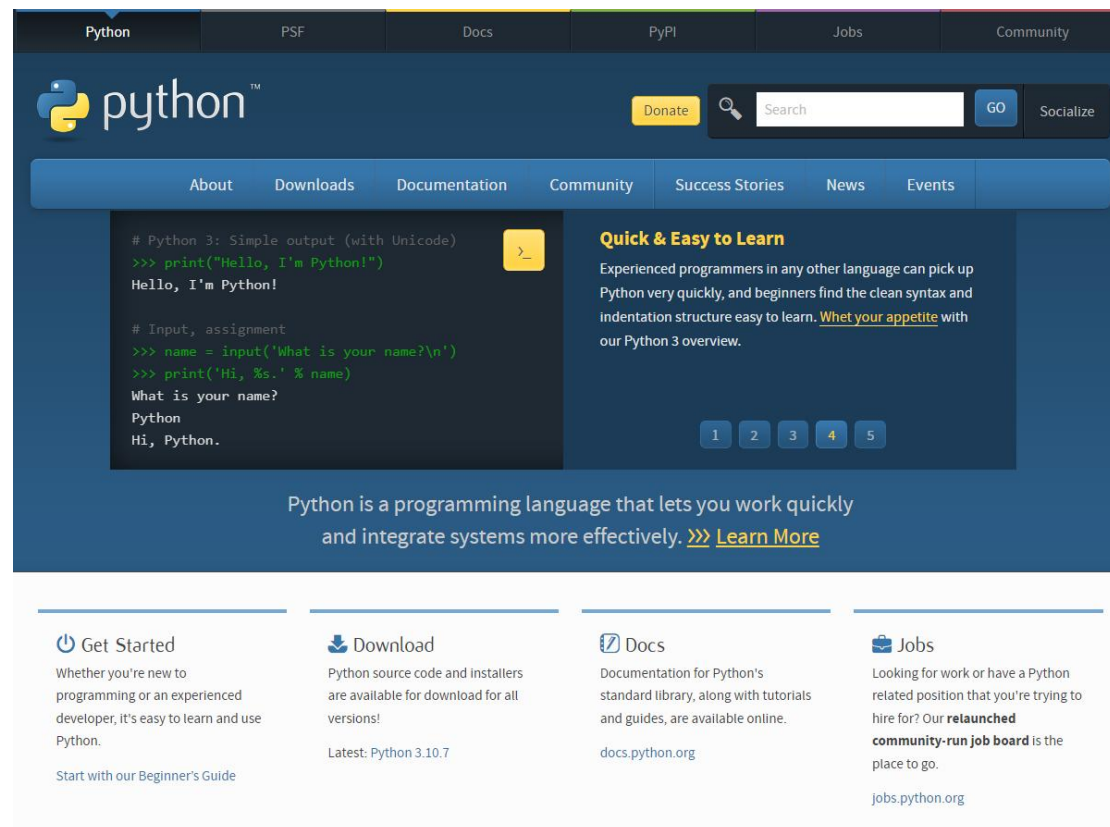 Python PSF Docs PyPI Jobs Community
python™
Donate Search GO Socialize
About Downloads Documentation Community Success Stories News Events
# Python 3: Simple output (with Unicode)
>>> print("Hello, I'm Python!")
Hello, I'm Python!
# Input, assignment
>>> name = input('What is your name?\n')
>>> print('Hi, %s.' % name)
What is your name?
Python
Hi, Python.
>_
Quick & Easy to Learn
Experienced programmers in any other language can pick up
Python very quickly, and beginners find the clean syntax and
indentation structure easy to learn. Whet your appetite with
our Python 3 overview.
1 2 3 4 5
Python is a programming language that lets you work quickly
and integrate systems more effectively. >>> Learn More
Get Started
Whether you're new to
programming or an experienced
developer, it's easy to learn and use
Python.
Start with our Beginner's Guide
Download
Python source code and installers
are available for download for all
versions!
Latest: Python 3.10.7
Docs
Documentation for Python's
standard library, along with tutorials
and guides, are available online.
docs.python.org
Jobs
Looking for work or have a Python
related position that you're trying to
hire for? Our relaunched
community-run job board is the
place to go.
jobs.python.org